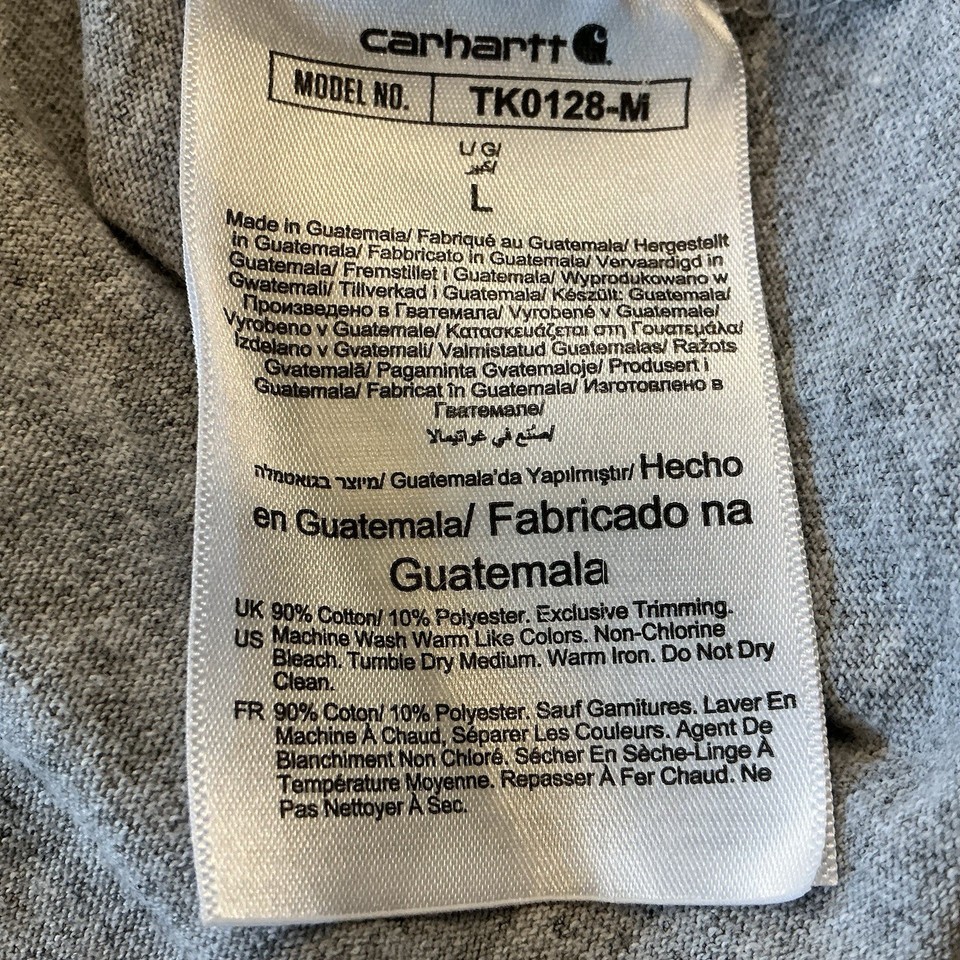 carhartt
MODEL NO. TK0128-M
L/ G/
كبير/
L
Made in Guatemala/ Fabriqué au Guatemala/ Hergestellt
in Guatemala/ Fabbricato in Guatemala/ Vervaardigd in
Guatemala/ Fremstillet i Guatemala/ Wyprodukowano w
Gwatemali/ Tillverkad i Guatemala/ Készült: Guatemala/
Произведено в Гватемала/ Vyrobené v Guatemale/
Vyrobeno v Guatemale/ Κατασκευάζεται στη Γουατεμάλα/
Izdelano v Gvatemali/ Valmistatud Guatemalas/ Ražots
Gvatemalā/ Pagaminta Gvatemaloje/ Produsert i
Guatemala/ Fabricat în Guatemala/ Изготовлено в
Гватемале/
صنّع في غواتيمالا/
מיוצר בגואטמלה/ Guatemala'da Yapılmıştır/ Hecho
en Guatemala/ Fabricado na
Guatemala
UK 90% Cotton/ 10% Polyester. Exclusive Trimming.
US Machine Wash Warm Like Colors. Non-Chlorine
Bleach. Tumble Dry Medium. Warm Iron. Do Not Dry
Clean.
FR 90% Coton/ 10% Polyester. Sauf Garnitures. Laver En
Machine À Chaud, Séparer Les Couleurs. Agent De
Blanchiment Non Chloré. Sécher En Sèche-Linge À
Température Moyenne. Repasser À Fer Chaud. Ne
Pas Nettoyer À Sec.